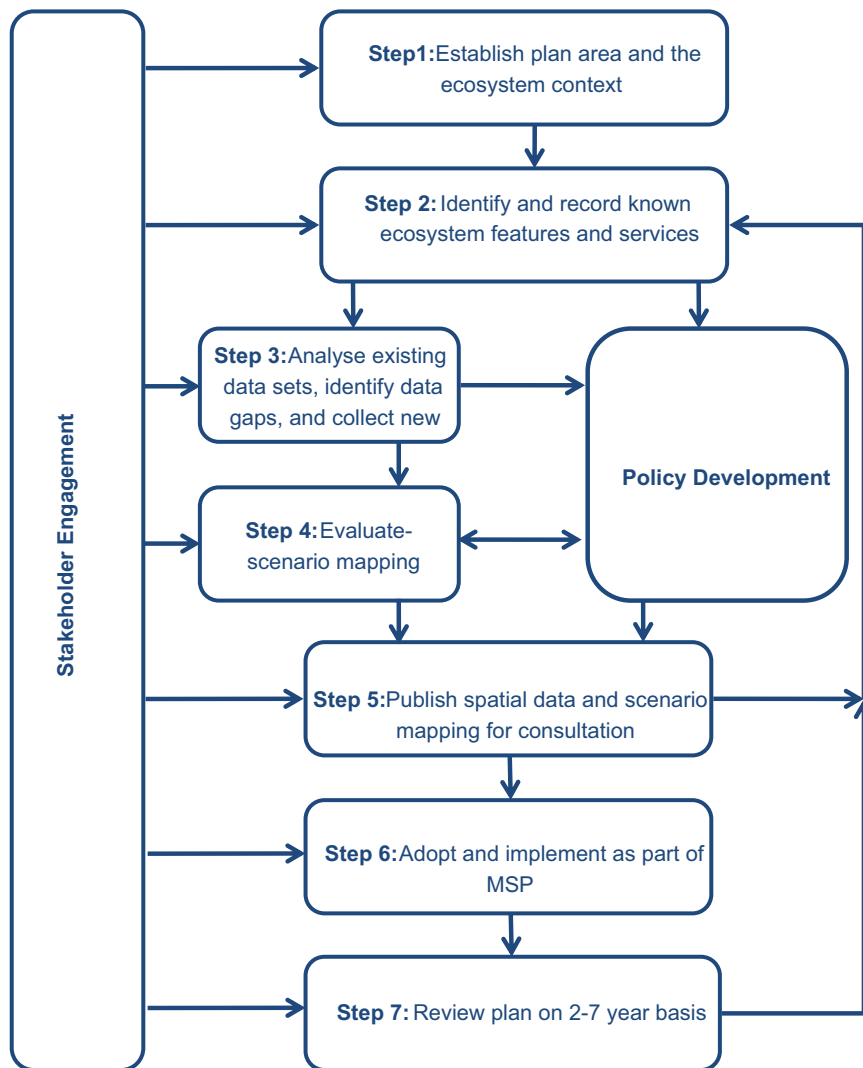 Stakeholder Engagement
Step1:Establish plan area and the
ecosystem context
Step 2: Identify and record known
ecosystem features and services
Step 3:Analyse existing
data sets, identify data
gaps, and collect new
Policy Development
Step 4:Evaluate-
scenario mapping
Step 5:Publish spatial data and scenario
mapping for consultation
Step 6:Adopt and implement as part of
MSP
Step 7: Review plan on 2-7 year basis